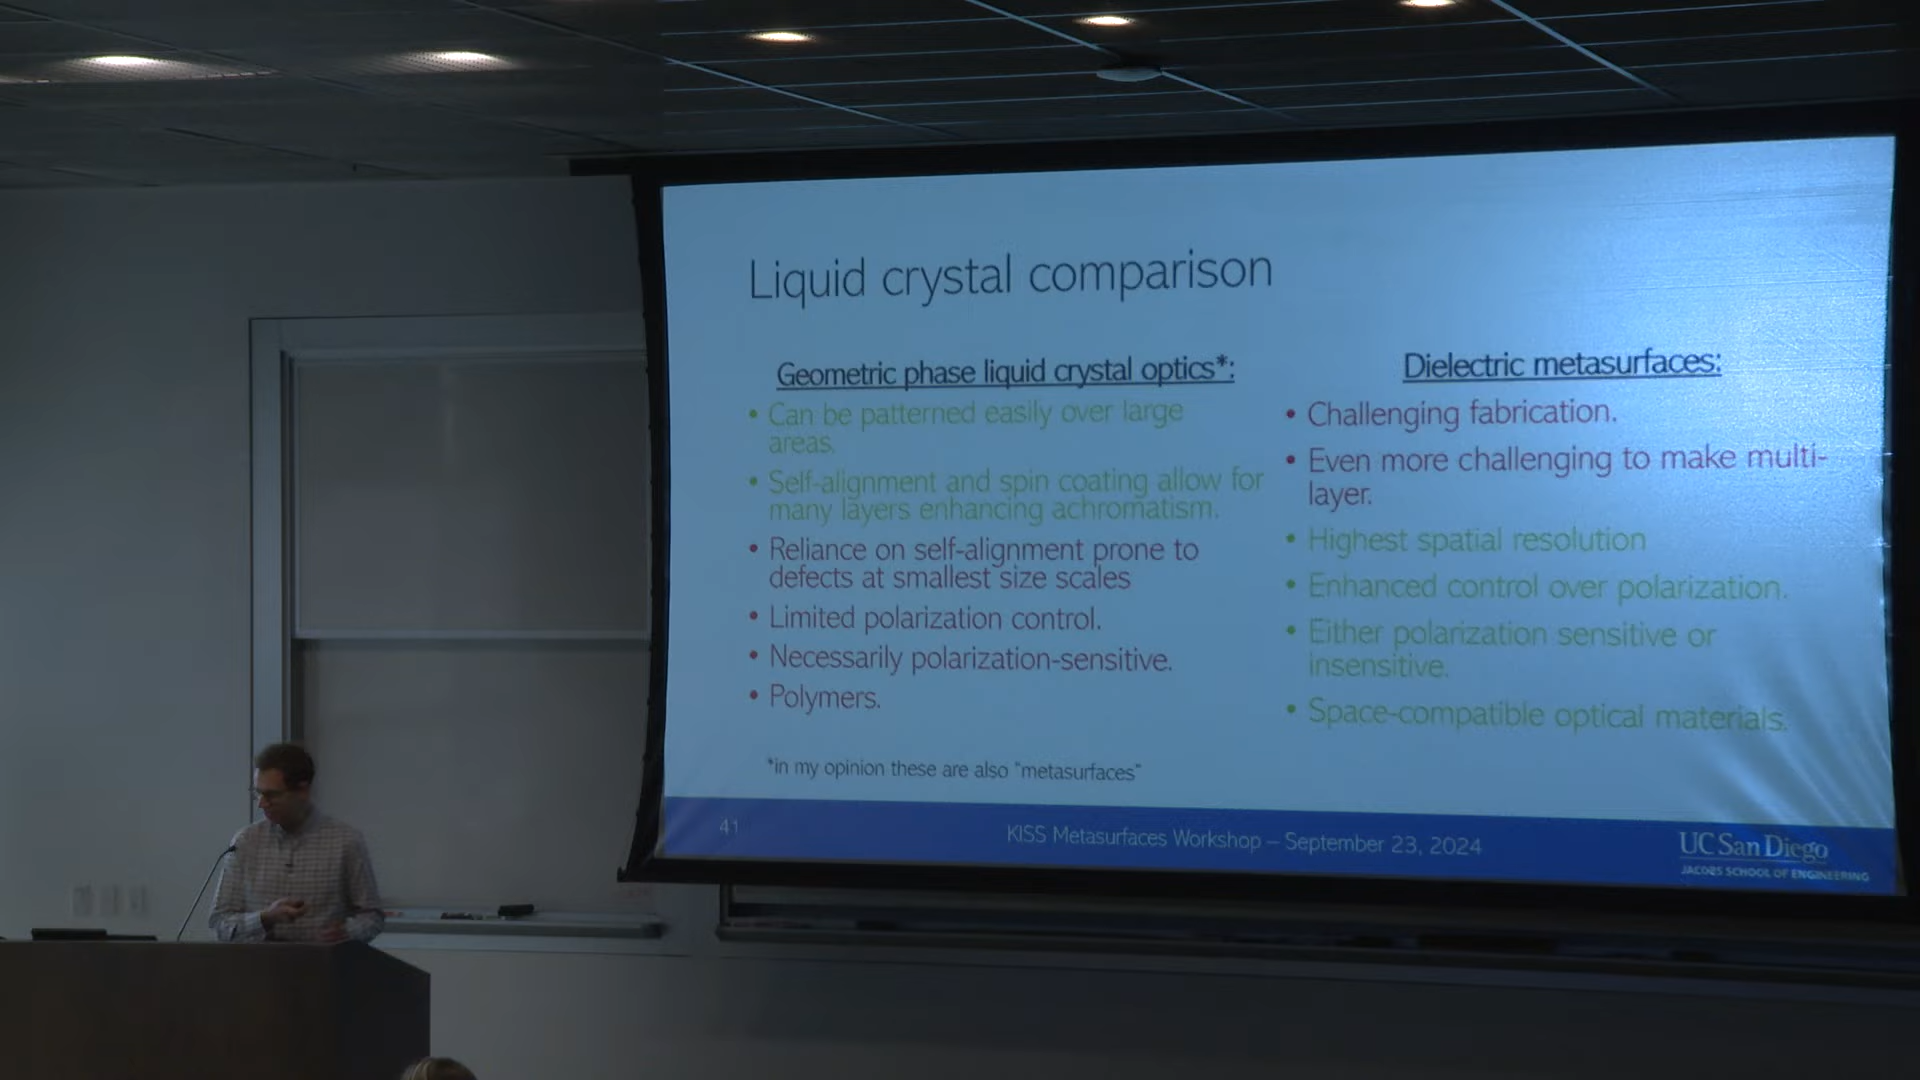 Liquid crystal comparison
Geometric phase liquid crystal optics*:
• Can be patterned easily over large
areas.
• Self-alignment and spin coating allow for
many layers enhancing achromatism.
• Reliance on self-alignment prone to
defects at smallest size scales
• Limited polarization control.
• Necessarily polarization-sensitive.
• Polymers.
*in my opinion these are also "metasurfaces"
Dielectric metasurfaces:
• Challenging fabrication.
• Even more challenging to make multi-
layer.
• Highest spatial resolution
• Enhanced control over polarization.
• Either polarization sensitive or
insensitive.
• Space-compatible optical materials.
41
KISS Metasurfaces Workshop – September 23, 2024
UC San Diego
JACOBS SCHOOL OF ENGINEERING